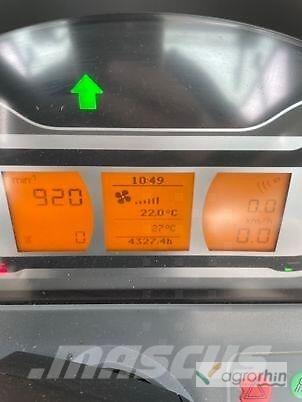 10:49
min⁻¹
920
22.0°C
0.0
km/h
27°C
% 0
0.0
4327.4h
MASCUS
agrorhin